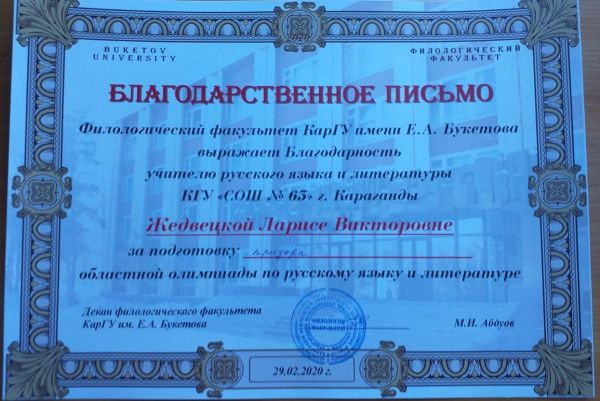 BUKETOV
UNIVERSITY
ФИЛОЛОГИЧЕСКИЙ
ФАКУЛЬТЕТ
БЛАГОДАРСТВЕННОЕ ПИСЬМО
Филологический факультет КарГУ имени Е.А. Букетова
выражает Благодарность
учителю русского языка и литературы
КГУ «СОШ № 63» г. Караганды
Жедвецкой Ларисе Викторовне
за подготовку призера
областной олимпиады по русскому языку и литературе
Декан филологического факультета
КарГУ им. Е.А. Букетова
М.И. Абдуов
29.02.2020 г.